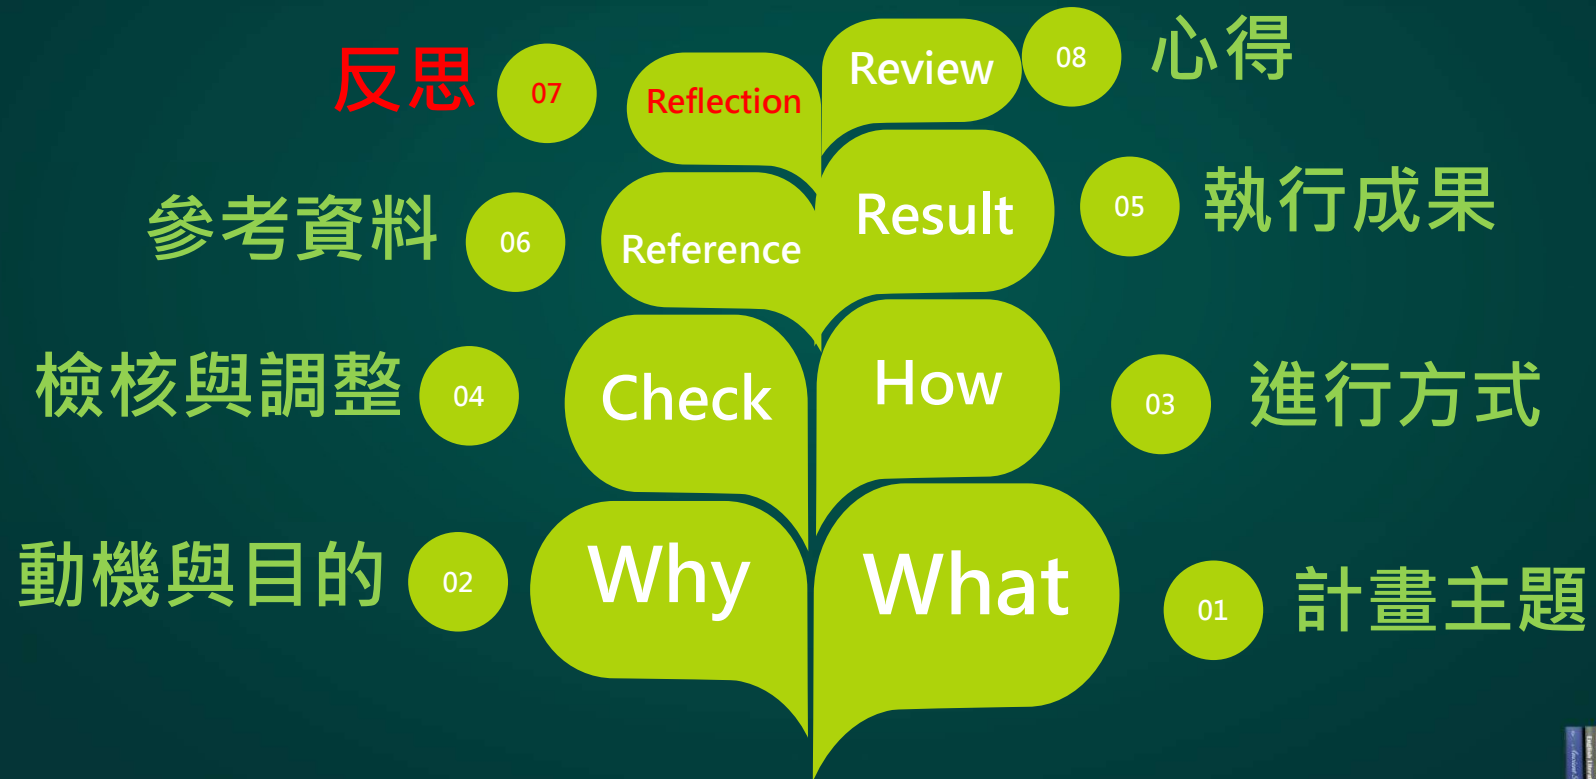 反思
07
Reflection
Review
08
心得
參考資料
06
Reference
Result
05
執行成果
檢核與調整
04
Check
How
03
進行方式
動機與目的
02
Why
What
01
計畫主題